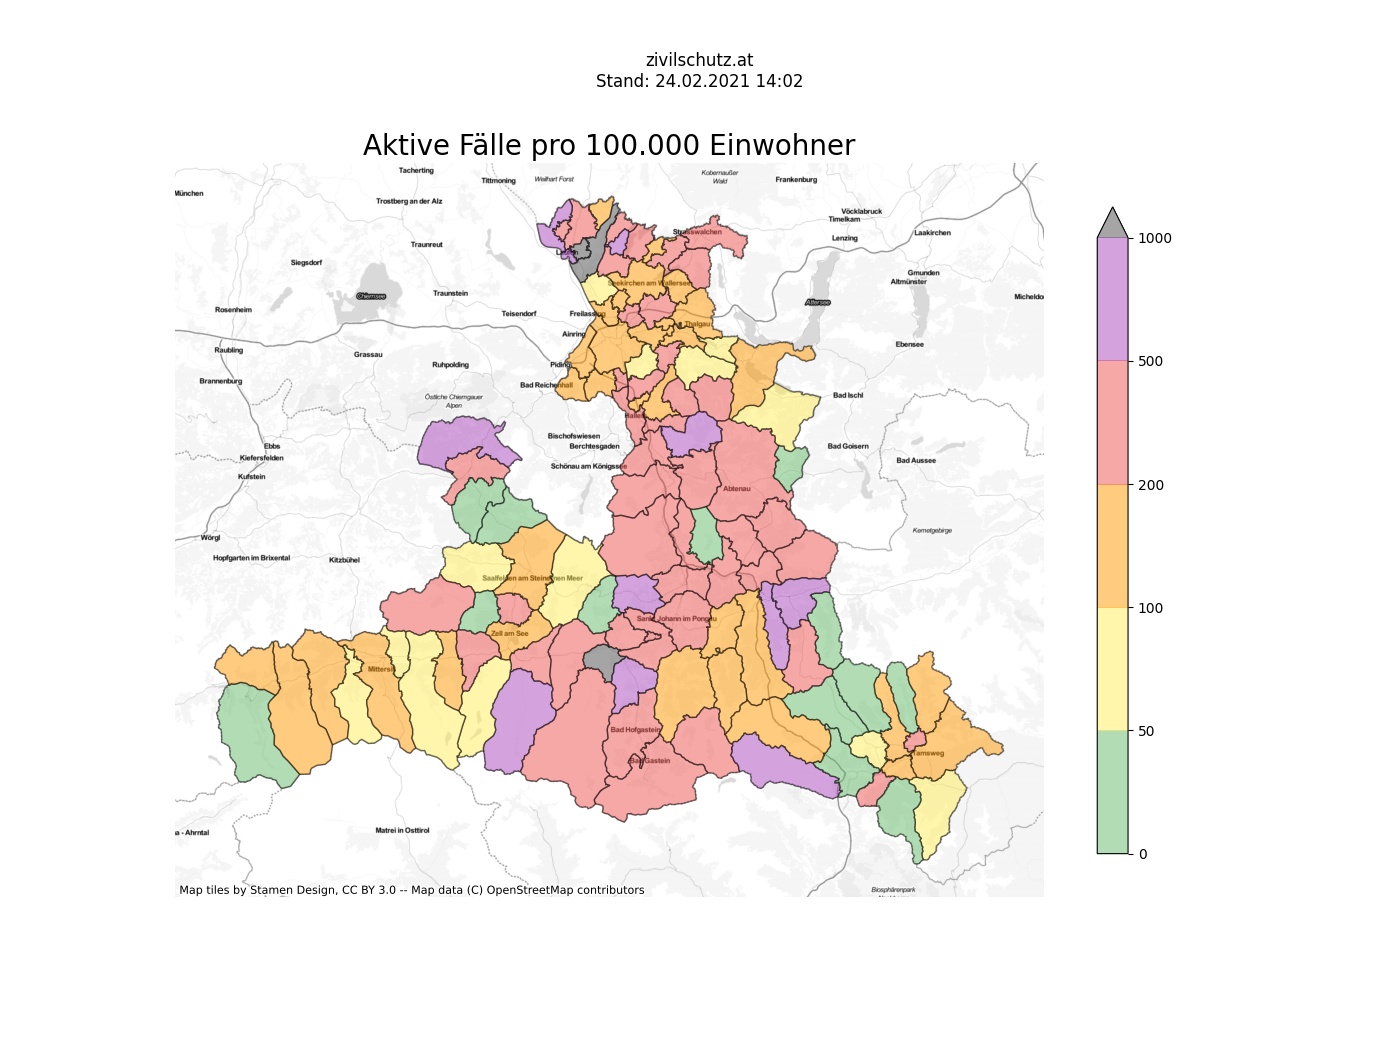 zivilschutz.at
Stand: 24.02.2021 14:02
Aktive Fälle pro 100.000 Einwohner
Tacherting
Tittmoning
Weilhart Forst
Kobernaußer
Wald
Frankenburg
München
Trostberg an der Alz
Vöcklabruck
Timelkam
Laakirchen
Strasswalchen
Lenzing
Traunreut
Siegsdorf
Gmunden
Altmünster
Seekirchen am Wallersee
Chiemsee
Traunstein
Attersee
Rosenheim
Teisendorf
Freilassing
Thalgau
Ainring
Ebensee
Raubling
Grassau
Ruhpolding
Piding
Brannenburg
Bad Reichenhall
Östliche Chiemgauer
Alpen
Bad Ischl
Bischofswiesen
Ebbs
Berchtesgaden
Bad Goisern
Kiefersfelden
Schönau am Königssee
Bad Aussee
Kufstein
Abtenau
Kemetgebirge
Wörgl
Hopfgarten im Brixental
Kitzbühel
Saalfelden am Steinernen Meer
Sankt Johann im Pongau
Zell am See
Bad Hofgastein
Tamsweg
Bad Gastein
Matrei in Osttirol
Biosphärenpark
Map tiles by Stamen Design, CC BY 3.0 -- Map data (C) OpenStreetMap contributors
1000
500
200
100
50
0